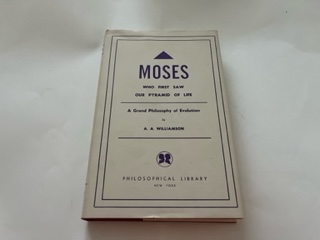 MOSES
WHO FIRST SAW
OUR PYRAMID OF LIFE
A Grand Philosophy of Evolution
by
A. A. WILLIAMSON
PHILOSOPHICAL LIBRARY
NEW YORK